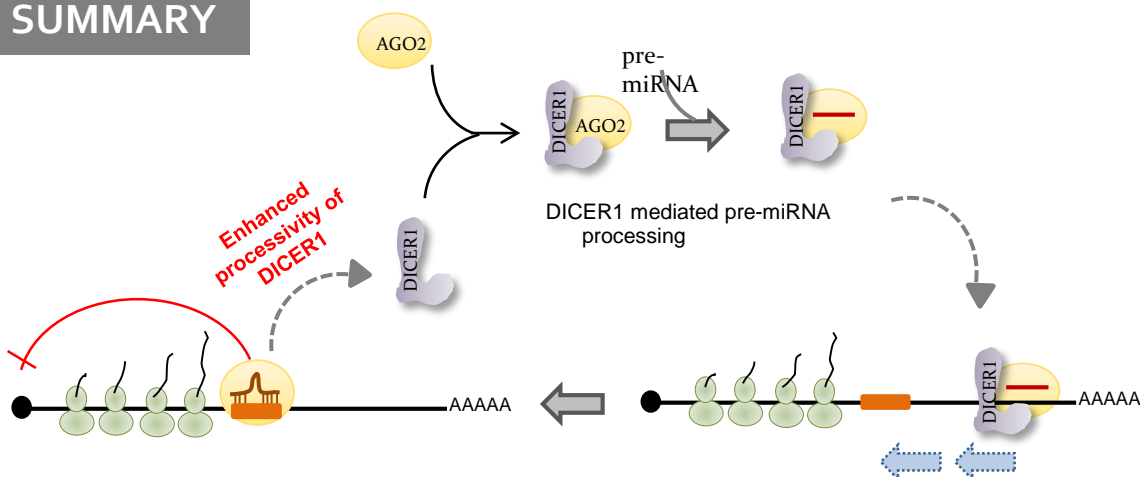 SUMMARY
AGO2
pre-
miRNA
DICER1
AGO2
DICER1
DICER1 mediated pre-miRNA
processing
Enhanced
processivity of
DICER1
DICER1
AAAAA
DICER1
AAAAA